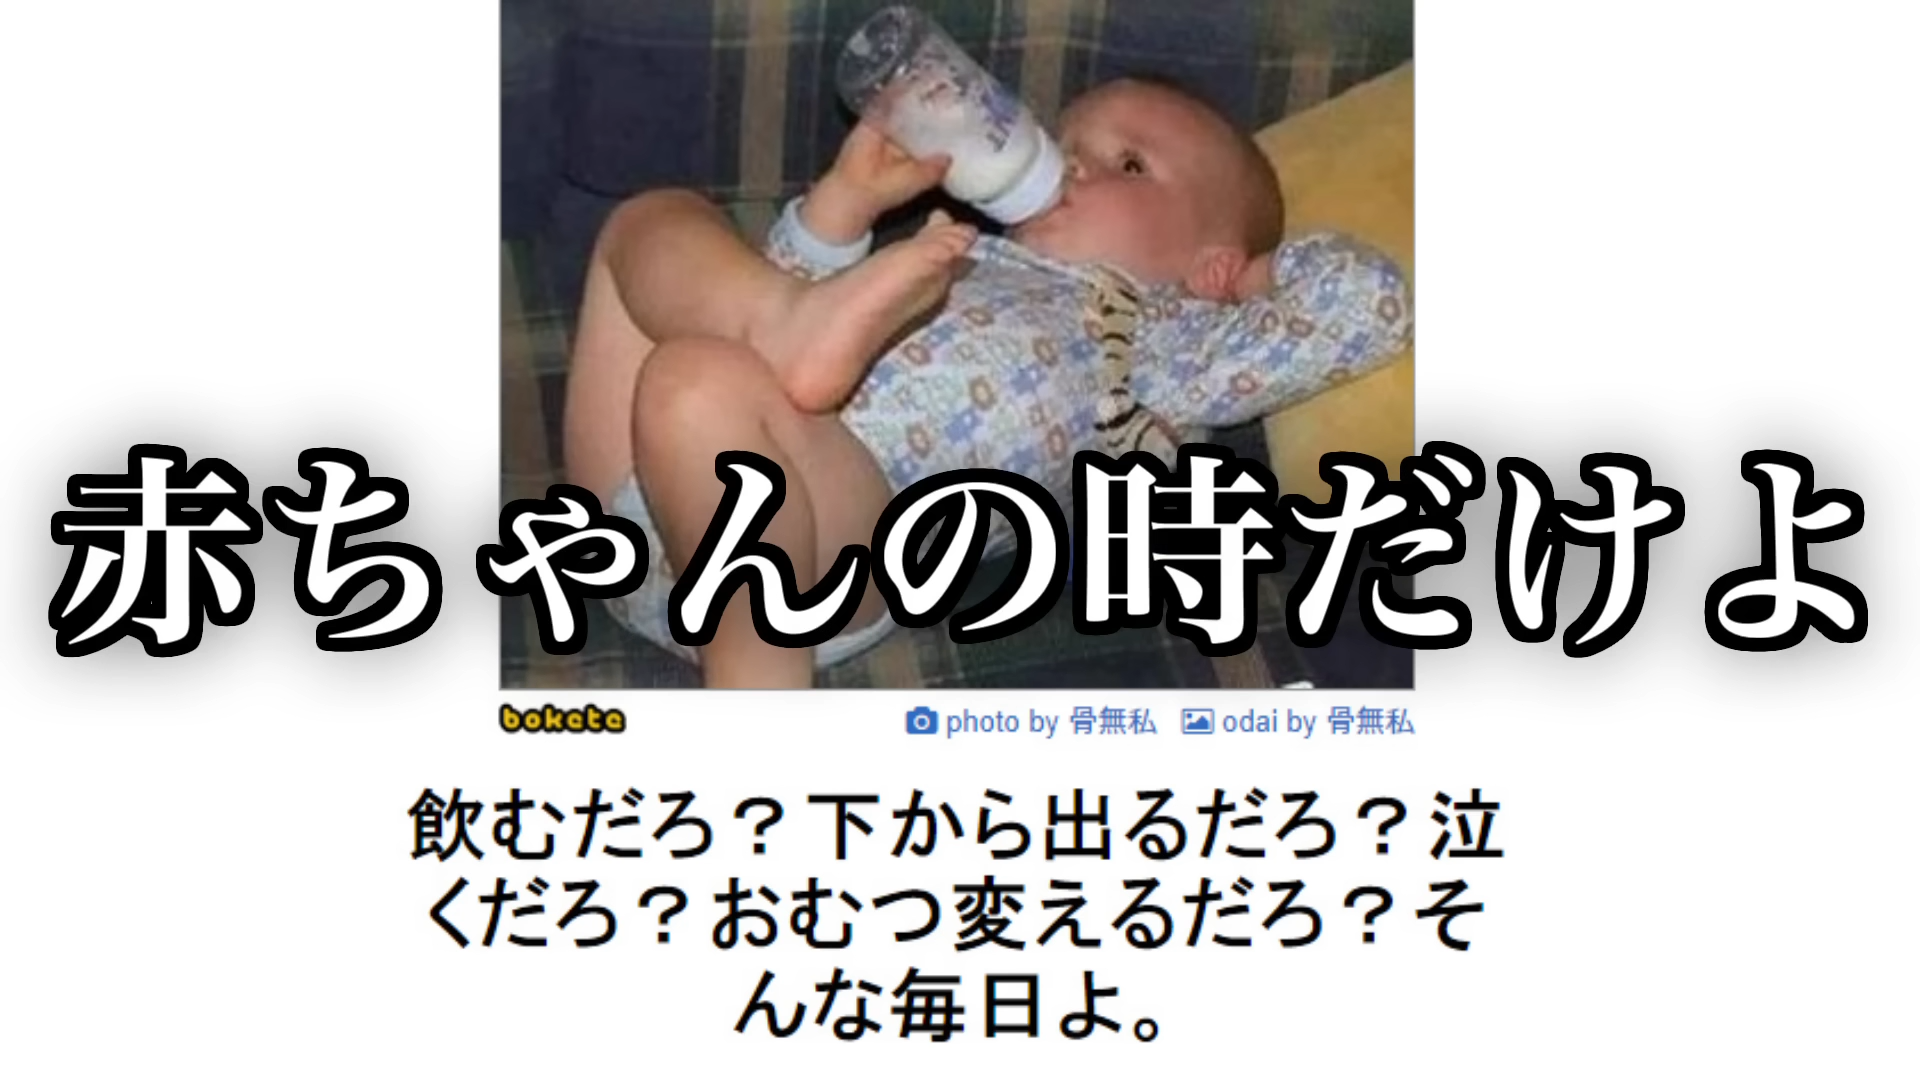 赤ちゃんの時だけよ
bokete
photo by 骨無私 odai by 骨無私
飲むだろ？下から出るだろ？泣
くだろ？おむつ変えるだろ？そ
んな毎日よ。